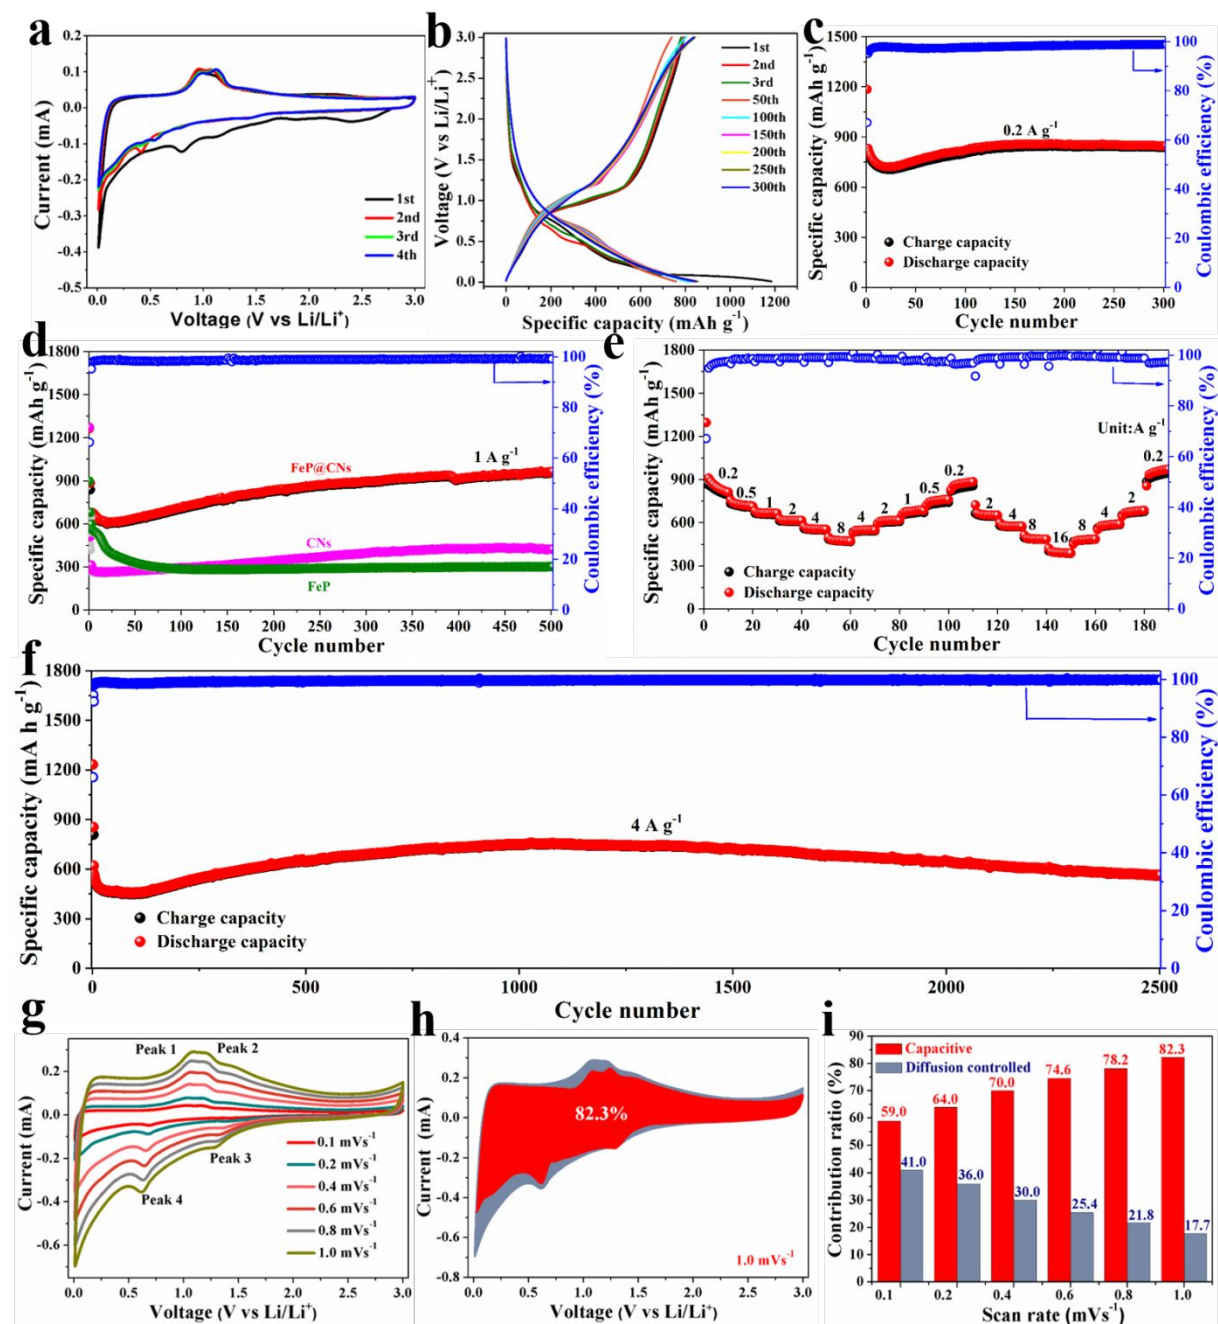 a
Current (mA)
0.2
0.1
0.0
-0.1
-0.2
-0.3
-0.4
-0.5
1st
2nd
3rd
4th
0.0 0.5 1.0 1.5 2.0 2.5 3.0
Voltage (V vs Li/Li⁺)
b
Voltage (V vs Li/Li⁺)
3.0
2.5
2.0
1.5
1.0
0.5
0.0
1st
2nd
3rd
50th
100th
150th
200th
250th
300th
0 200 400 600 800 1000 1200
Specific capacity (mAh g⁻¹)
c
Specific capacity (mAh g⁻¹)
1500
1200
900
750
600
300
0
0.2 A g⁻¹
Charge capacity
Discharge capacity
100
80
60
40
20
0
Coulombic efficiency (%)
0 50 100 150 200 250 300
Cycle number
d
Specific capacity (mAh g⁻¹)
1800
1500
1200
900
600
300
0
FeP@CNs
1 A g⁻¹
CNs
FeP
100
80
60
40
20
0
Coulombic efficiency (%)
0 50 100 150 200 250 300 350 400 450 500
Cycle number
e
Specific capacity (mAh g⁻¹)
1800
1500
1200
900
600
300
0
Unit:A g⁻¹
0.2 0.5 1 2 4 8 4 2 1 0.5 0.2 2 4 8 16 8 4 2 0.2
Charge capacity
Discharge capacity
100
80
60
40
20
0
Coulombic efficiency (%)
0 20 40 60 80 100 120 140 160 180
Cycle number
f
Specific capacity (mA h g⁻¹)
1800
1500
1200
900
600
300
0
4 A g⁻¹
Charge capacity
Discharge capacity
100
80
60
40
20
0
Coulombic efficiency (%)
0 500 1000 1500 2000 2500
Cycle number
g
Current (mA)
0.2
0.0
-0.2
-0.4
-0.6
Peak 1
Peak 2
Peak 3
Peak 4
0.1 mVs⁻¹
0.2 mVs⁻¹
0.4 mVs⁻¹
0.6 mVs⁻¹
0.8 mVs⁻¹
1.0 mVs⁻¹
0.0 0.5 1.0 1.5 2.0 2.5 3.0
Voltage (V vs Li/Li⁺)
h
Current (mA)
0.4
0.2
0.0
-0.2
-0.4
-0.6
-0.8
82.3%
1.0 mVs⁻¹
0.0 0.5 1.0 1.5 2.0 2.5 3.0
Voltage (V vs Li/Li⁺)
i
Contribution ratio (%)
90
80
70
60
50
40
30
20
10
0
Capacitive
Diffusion controlled
59.0 64.0 70.0 74.6 78.2 82.3
41.0 36.0 30.0 25.4 21.8 17.7
0.1 0.2 0.4 0.6 0.8 1.0
Scan rate (mVs⁻¹)